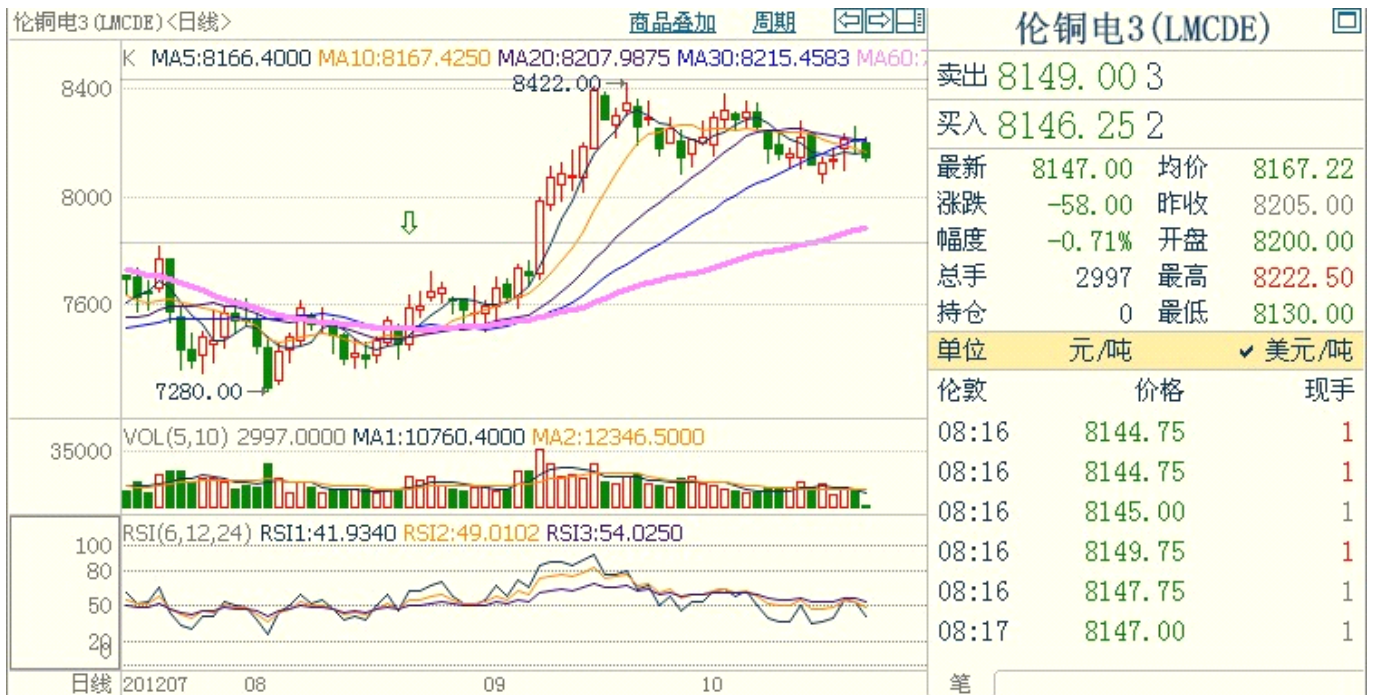 伦铜电3(LMCDE)<日线>
商品叠加 周期
K MA5:8166.4000 MA10:8167.4250 MA20:8207.9875 MA30:8215.4583 MA60:7
8422.00
8400
8000
7600
7280.00
VOL(5,10) 2997.0000 MA1:10760.4000 MA2:12346.5000
35000
RSI(6,12,24) RSI1:41.9340 RSI2:49.0102 RSI3:54.0250
100
80
50
20
0
日线 201207 08 09 10
伦铜电3(LMCDE)
卖出 8149.00 3
买入 8146.25 2
最新 8147.00 均价 8167.22
涨跌 -58.00 昨收 8205.00
幅度 -0.71% 开盘 8200.00
总手 2997 最高 8222.50
持仓 0 最低 8130.00
单位 元/吨 ✓ 美元/吨
伦敦 价格 现手
08:16 8144.75 1
08:16 8144.75 1
08:16 8145.00 1
08:16 8149.75 1
08:16 8147.75 1
08:17 8147.00 1
笔